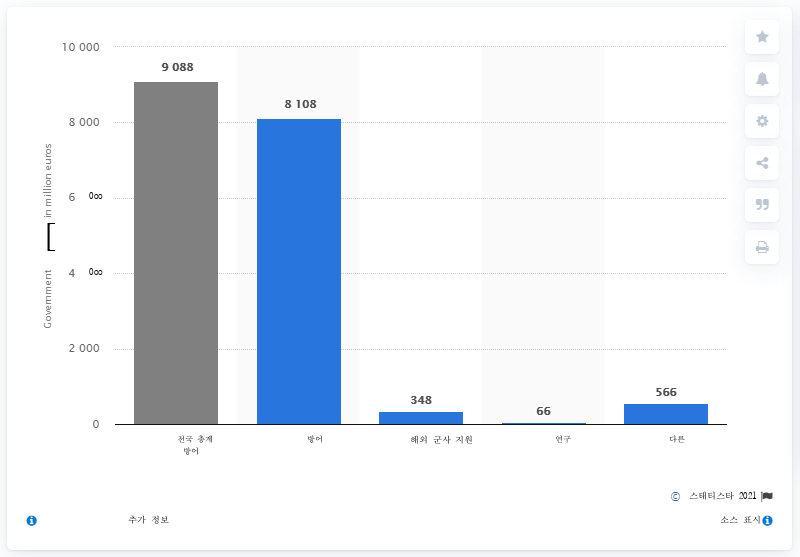 10 000
9 088
8 108
8 000
6 000
4 000
2 000
0
Government [ in million euros
348
66
566
전국 총계
방어
방어
해외 군사 지원
연구
다른
© 스태티스타 2021
추가 정보
소스 표시